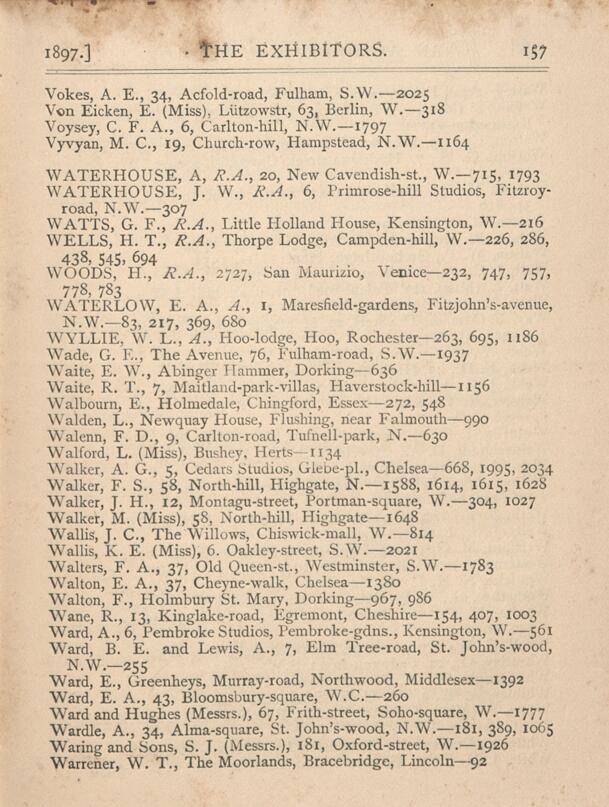 1897.] THE EXHIBITORS. 157
Vokes, A. E., 34, Acfold-road, Fulham, S.W.—2025
Von Eicken, E. (Miss), Lützowstr, 63, Berlin, W.—318
Voysey, C. F. A., 6, Carlton-hill, N.W.—1797
Vyvyan, M. C., 19, Church-row, Hampstead, N.W.—1164
WATERHOUSE, A, R.A., 20, New Cavendish-st., W.—715, 1793
WATERHOUSE, J. W., R.A., 6, Primrose-hill Studios, Fitzroy-
road, N.W.—307
WATTS, G. F., R.A., Little Holland House, Kensington, W.—216
WELLS, H. T., R.A., Thorpe Lodge, Campden-hill, W.—226, 286,
438, 545, 694
WOODS, H., R.A., 2727, San Maurizio, Venice—232, 747, 757,
778, 783
WATERLOW, E. A., A., 1, Maresfield-gardens, Fitzjohn's-avenue,
N.W.—83, 217, 369, 680
WYLLIE, W. L., A., Hoo-lodge, Hoo, Rochester—263, 695, 1186
Wade, G. E., The Avenue, 76, Fulham-road, S.W.—1937
Waite, E. W., Abinger Hammer, Dorking—636
Waite, R. T., 7, Maitland-park-villas, Haverstock-hill—1156
Walbourn, E., Holmedale, Chingford, Essex—272, 548
Walden, L., Newquay House, Flushing, near Falmouth—990
Walenn, F. D., 9, Carlton-road, Tufnell-park, N.—630
Walford, L. (Miss), Bushey, Herts—1134
Walker, A. G., 5, Cedars Studios, Glebe-pl., Chelsea—668, 1995, 2034
Walker, F. S., 58, North-hill, Highgate, N.—1588, 1614, 1615, 1628
Walker, J. H., 12, Montagu-street, Portman-square, W.—304, 1027
Walker, M. (Miss), 58, North-hill, Highgate—1648
Wallis, J. C., The Willows, Chiswick-mall, W.—814
Wallis, K. E. (Miss), 6. Oakley-street, S.W.—2021
Walters, F. A., 37, Old Queen-st., Westminster, S.W.—1783
Walton, E. A., 37, Cheyne-walk, Chelsea—1380
Walton, F., Holmbury St. Mary, Dorking—967, 986
Wane, R., 13, Kinglake-road, Egremont, Cheshire—154, 407, 1003
Ward, A., 6, Pembroke Studios, Pembroke-gdns., Kensington, W.—561
Ward, B. E. and Lewis, A., 7, Elm Tree-road, St. John's-wood,
N.W.—255
Ward, E., Greenheys, Murray-road, Northwood, Middlesex—1392
Ward, E. A., 43, Bloomsbury-square, W.C.—260
Ward and Hughes (Messrs.), 67, Frith-street, Soho-square, W.—1777
Wardle, A., 34, Alma-square, St. John's-wood, N.W.—181, 389, 1065
Waring and Sons, S. J. (Messrs.), 181, Oxford-street, W.—1926
Warrener, W. T., The Moorlands, Bracebridge, Lincoln—92